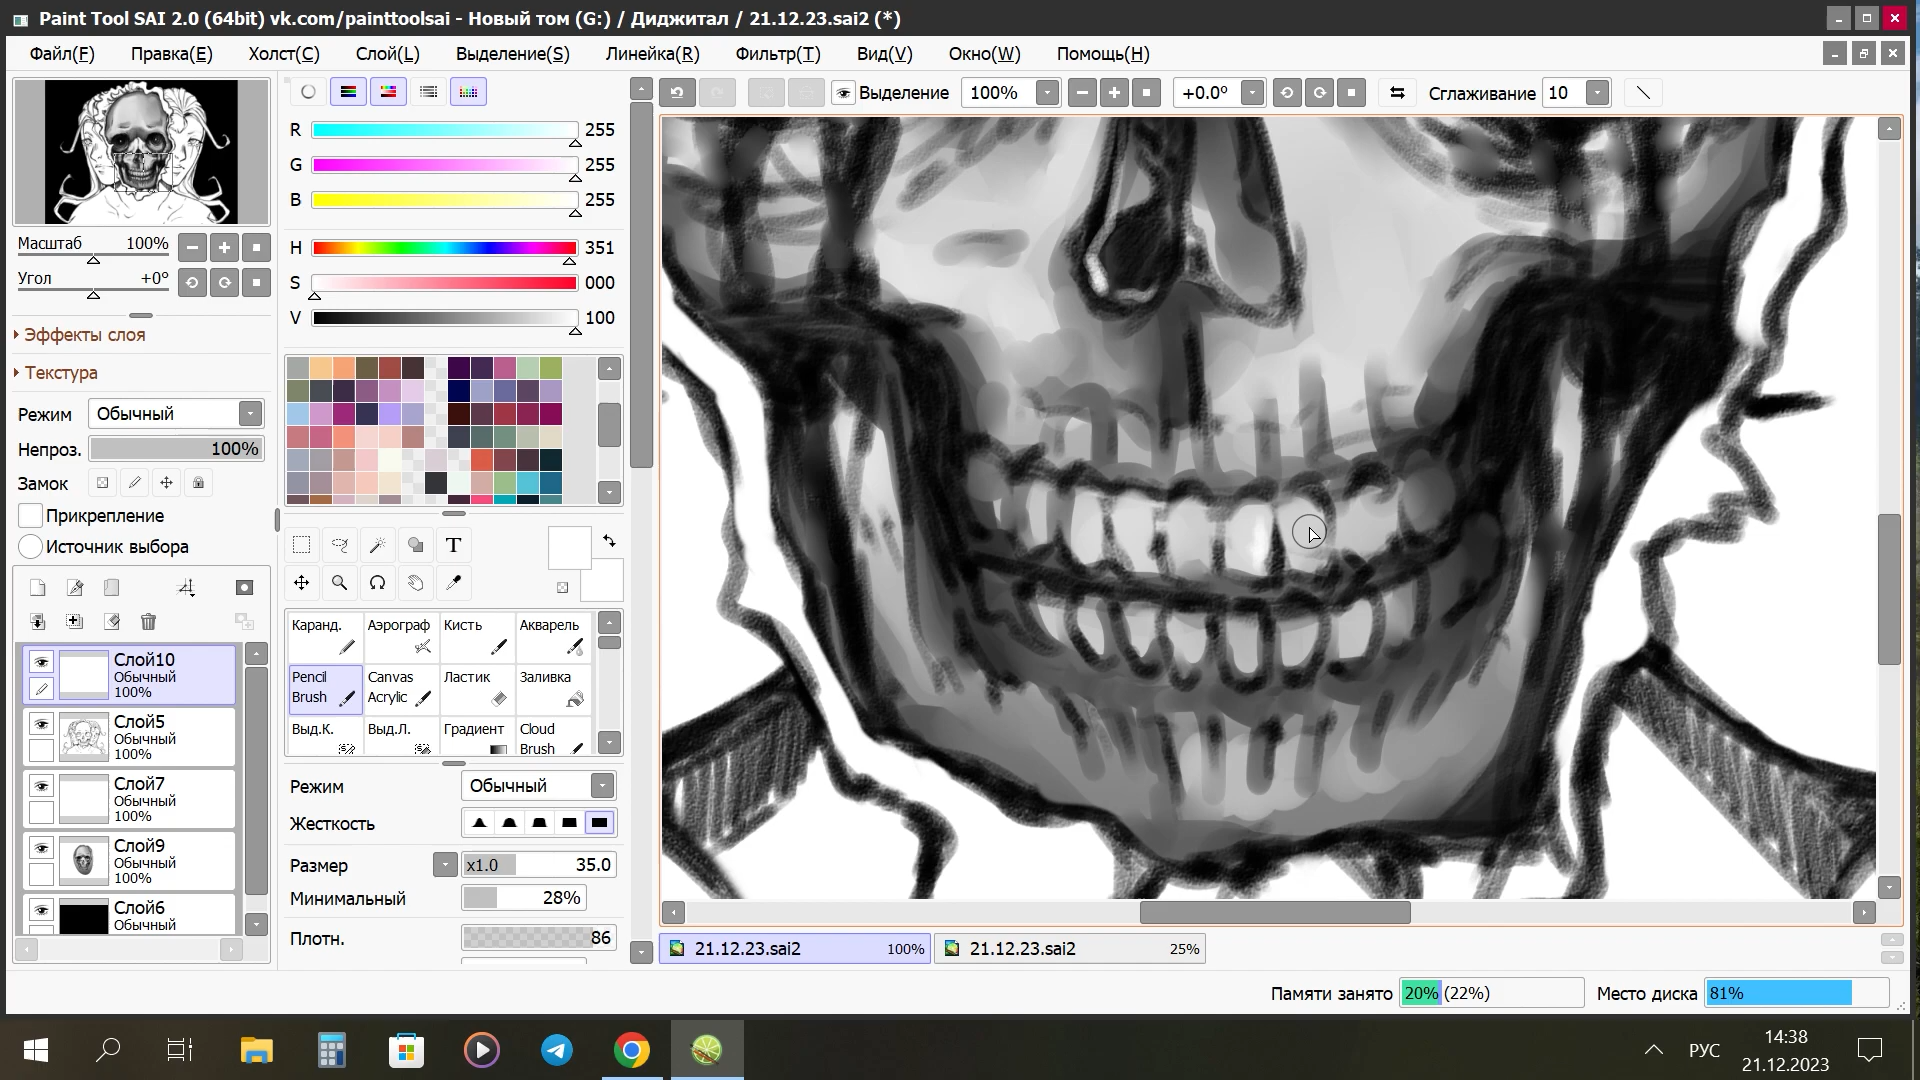 Paint Tool SAI 2.0 (64bit) vk.com/painttoolsai - Новый том (G:) / Диджитал / 21.12.23.sai2 (*)
Файл(F) Правка(E) Холст(C) Слой(L) Выделение(S) Линейка(R) Фильтр(T) Вид(V) Окно(W) Помощь(H)
Выделение 100% +0.0° Сглаживание 10
Масштаб 100%
Угол +0°
Эффекты слоя
Текстура
Режим Обычный
Непроз. 100%
Замок
Прикрепление
Источник выбора
Слой10
Обычный
100%
Слой5
Обычный
100%
Слой7
Обычный
100%
Слой9
Обычный
100%
Слой6
Обычный
R 255
G 255
B 255
H 351
S 000
V 100
T
Каранд. Аэрограф Кисть Акварель
Pencil Brush Canvas Acrylic Ластик Заливка
Выд.К. Выд.Л. Градиент Cloud Brush
Режим Обычный
Жесткость
Размер x1.0 35.0
Минимальный 28%
Плотн. 86
21.12.23.sai2 100% 21.12.23.sai2 25%
Памяти занято 20% (22%) Место диска 81%
РУС
14:38
21.12.2023